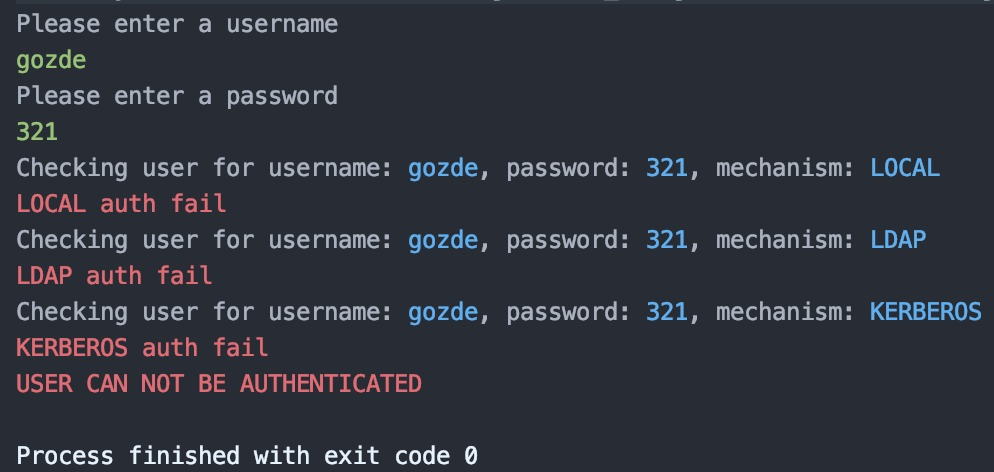 Please enter a username
gozde
Please enter a password
321
Checking user for username: gozde, password: 321, mechanism: LOCAL
LOCAL auth fail
Checking user for username: gozde, password: 321, mechanism: LDAP
LDAP auth fail
Checking user for username: gozde, password: 321, mechanism: KERBEROS
KERBEROS auth fail
USER CAN NOT BE AUTHENTICATED
Process finished with exit code 0